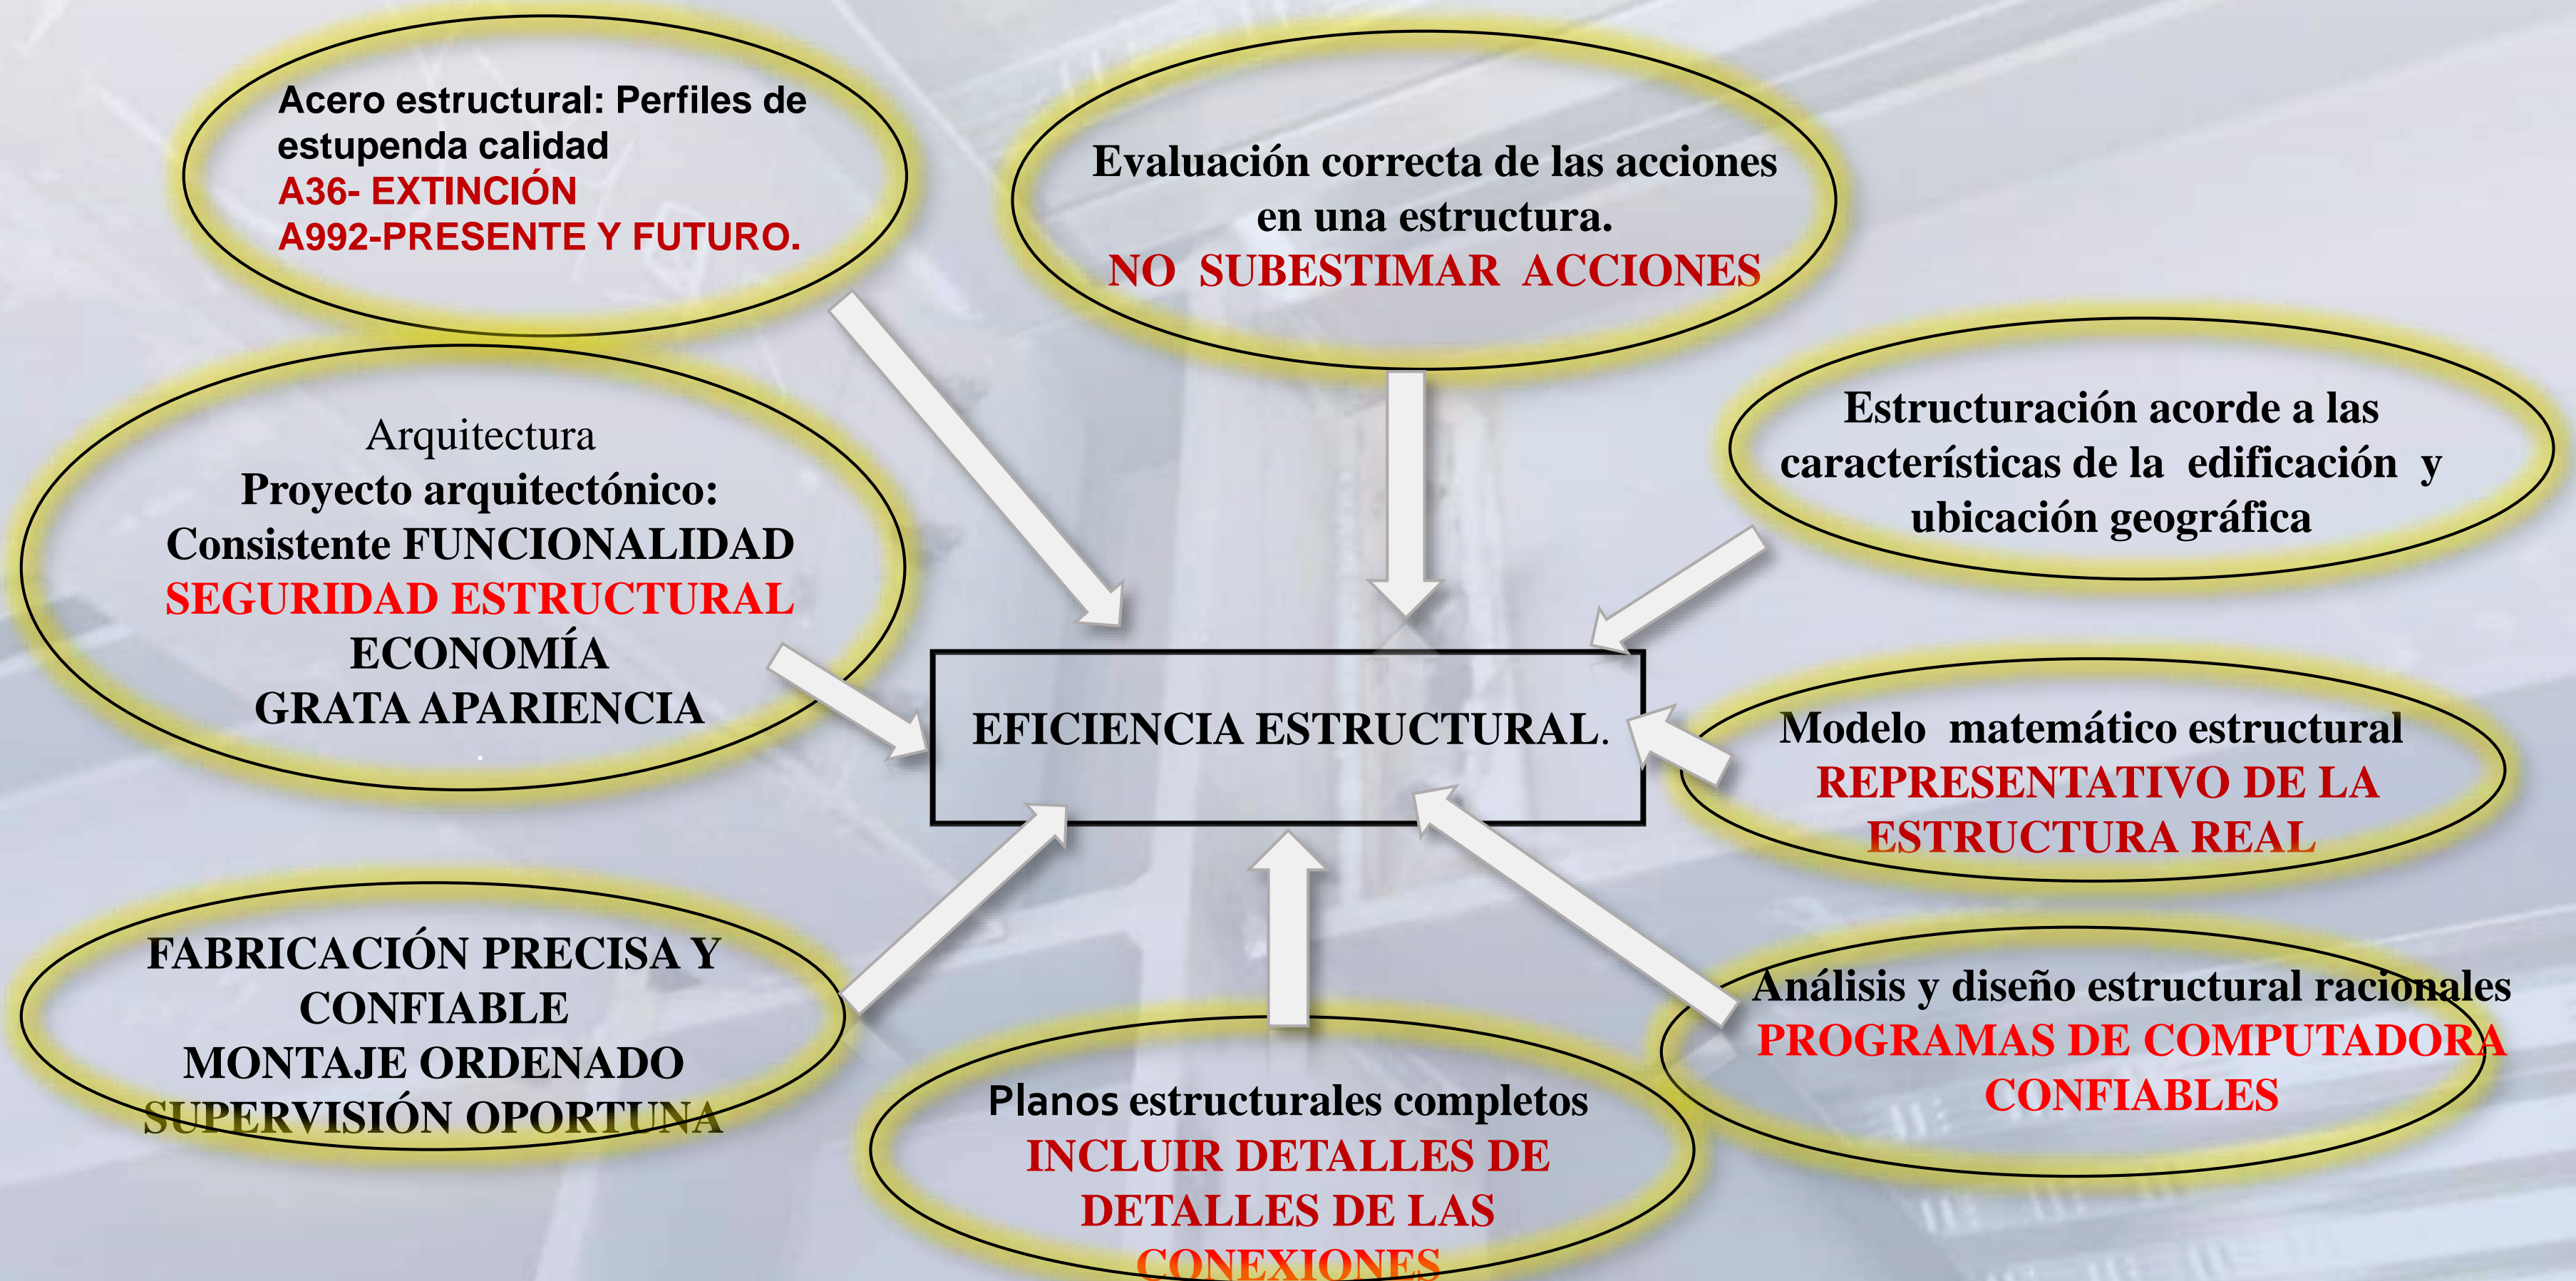 Acero estructural: Perfiles de
estupenda calidad
A36- EXTINCIÓN
A992-PRESENTE Y FUTURO.
Evaluación correcta de las acciones
en una estructura.
NO SUBESTIMAR ACCIONES
Estructuración acorde a las
características de la edificación y
ubicación geográfica
Arquitectura
Proyecto arquitectónico:
Consistente FUNCIONALIDAD
SEGURIDAD ESTRUCTURAL
ECONOMÍA
GRATA APARIENCIA
.
EFICIENCIA ESTRUCTURAL.
Modelo matemático estructural
REPRESENTATIVO DE LA
ESTRUCTURA REAL
FABRICACIÓN PRECISA Y
CONFIABLE
MONTAJE ORDENADO
SUPERVISIÓN OPORTUNA
Planos estructurales completos
INCLUIR DETALLES DE
DETALLES DE LAS
CONEXIONES
Análisis y diseño estructural racionales
PROGRAMAS DE COMPUTADORA
CONFIABLES